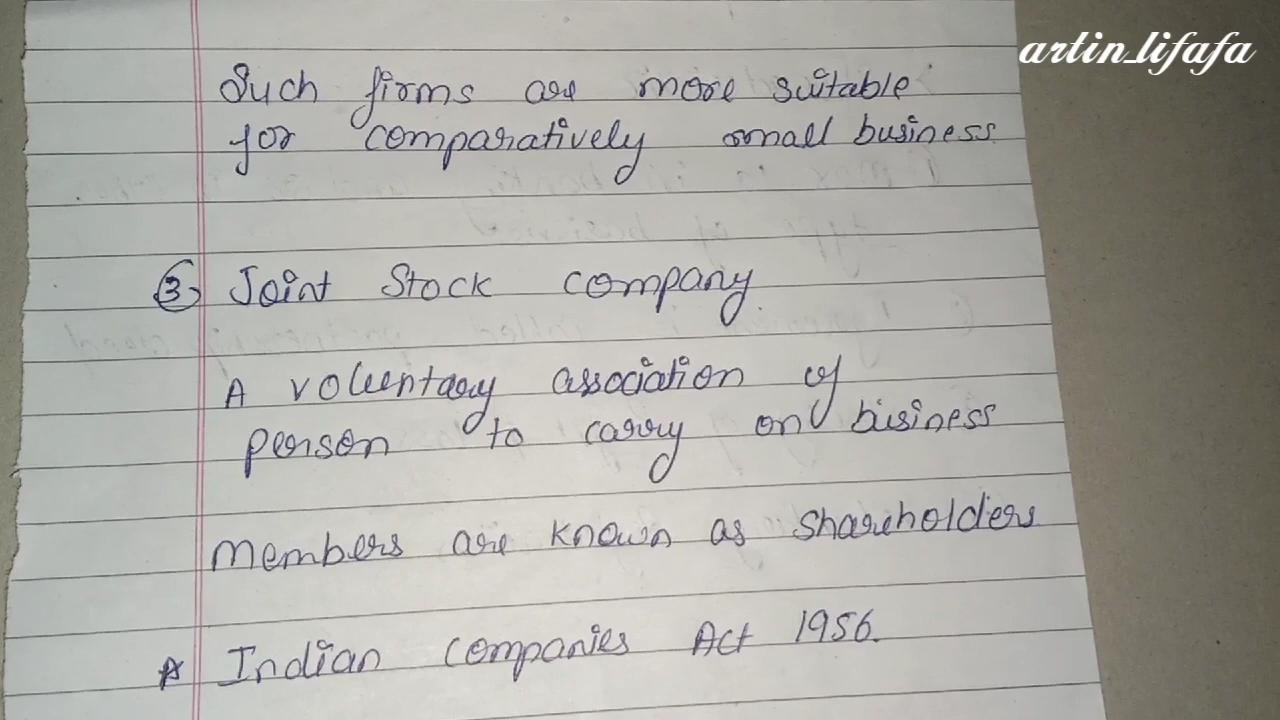 artin_lifafa
Such firms are more suitable
for comparatively small business
3 Joint Stock company
A voluntary association of
person to carry on business
Members are known as shareholders
Indian Companies Act 1956.